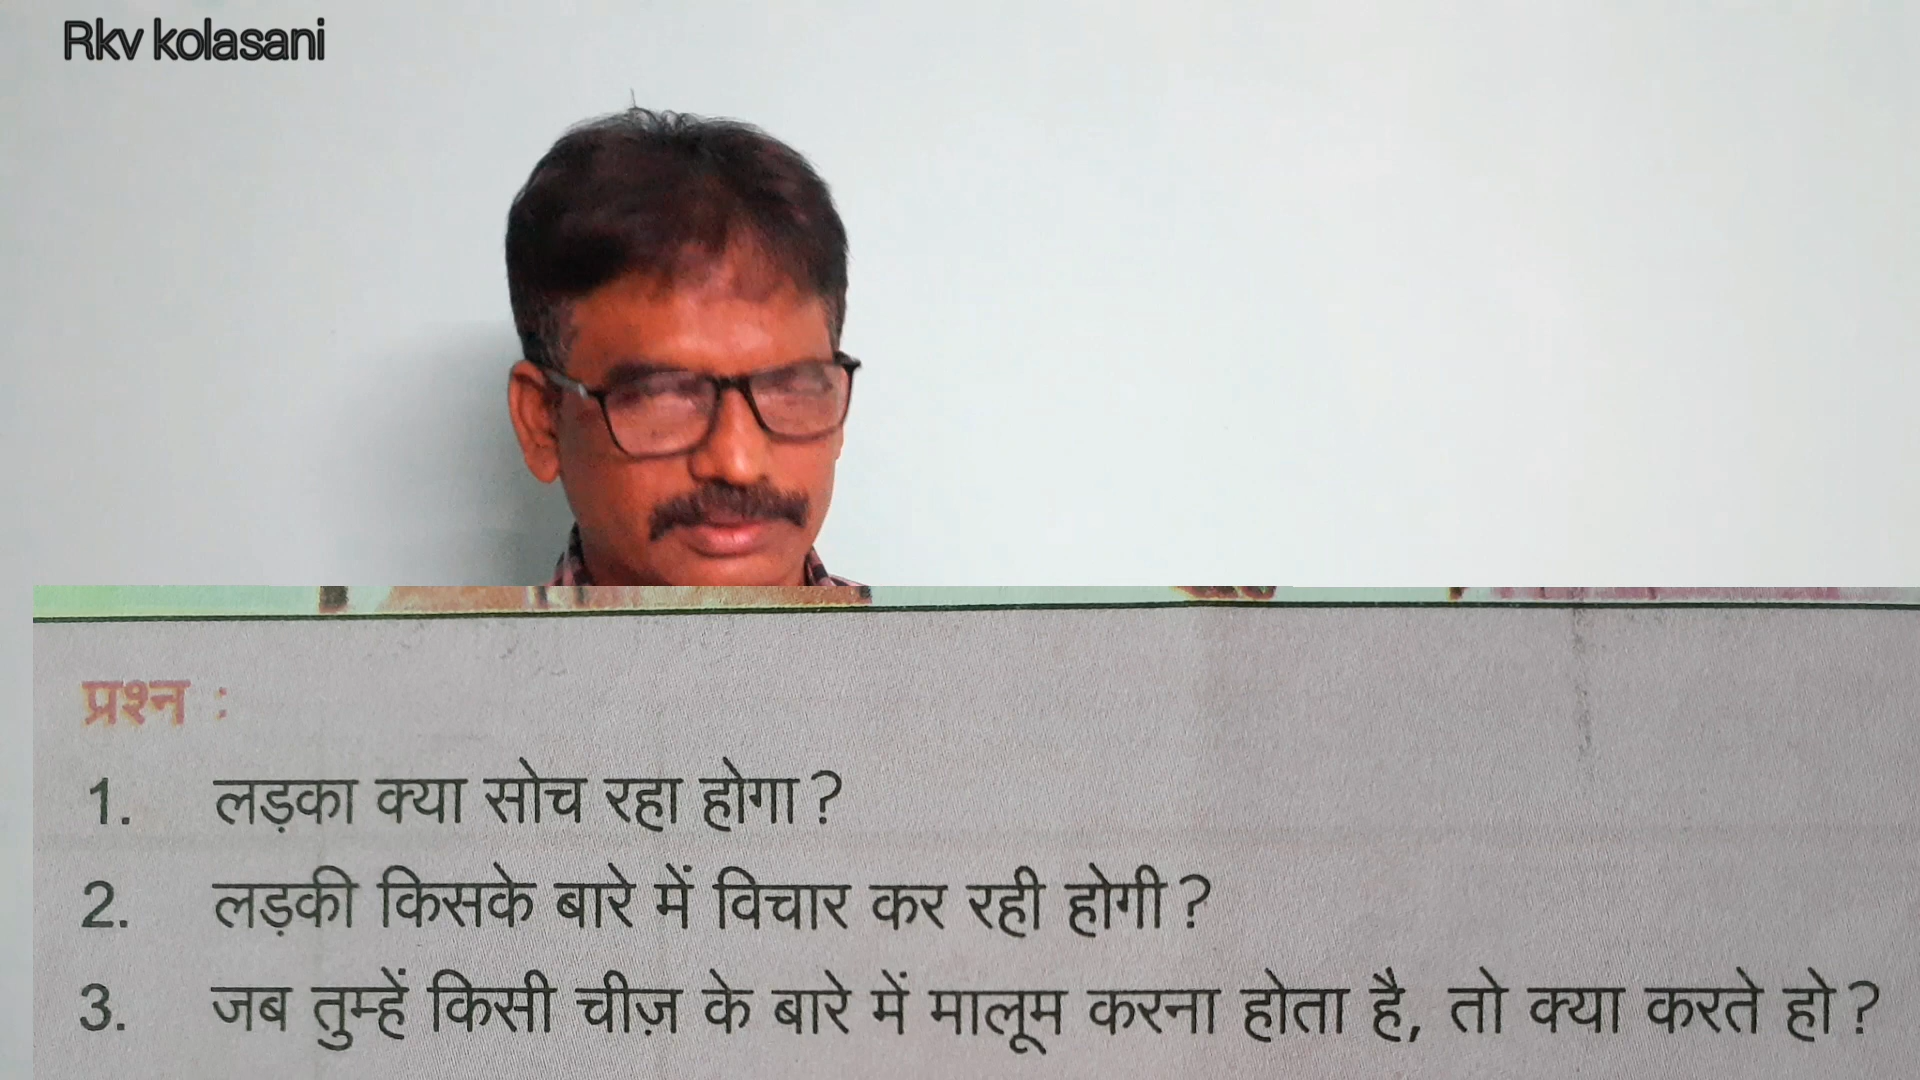 Rkv kolasani
प्रश्न :
1. लड़का क्या सोच रहा होगा?
2. लड़की किसके बारे में विचार कर रही होगी?
3. जब तुम्हें किसी चीज़ के बारे में मालूम करना होता है, तो क्या करते हो?